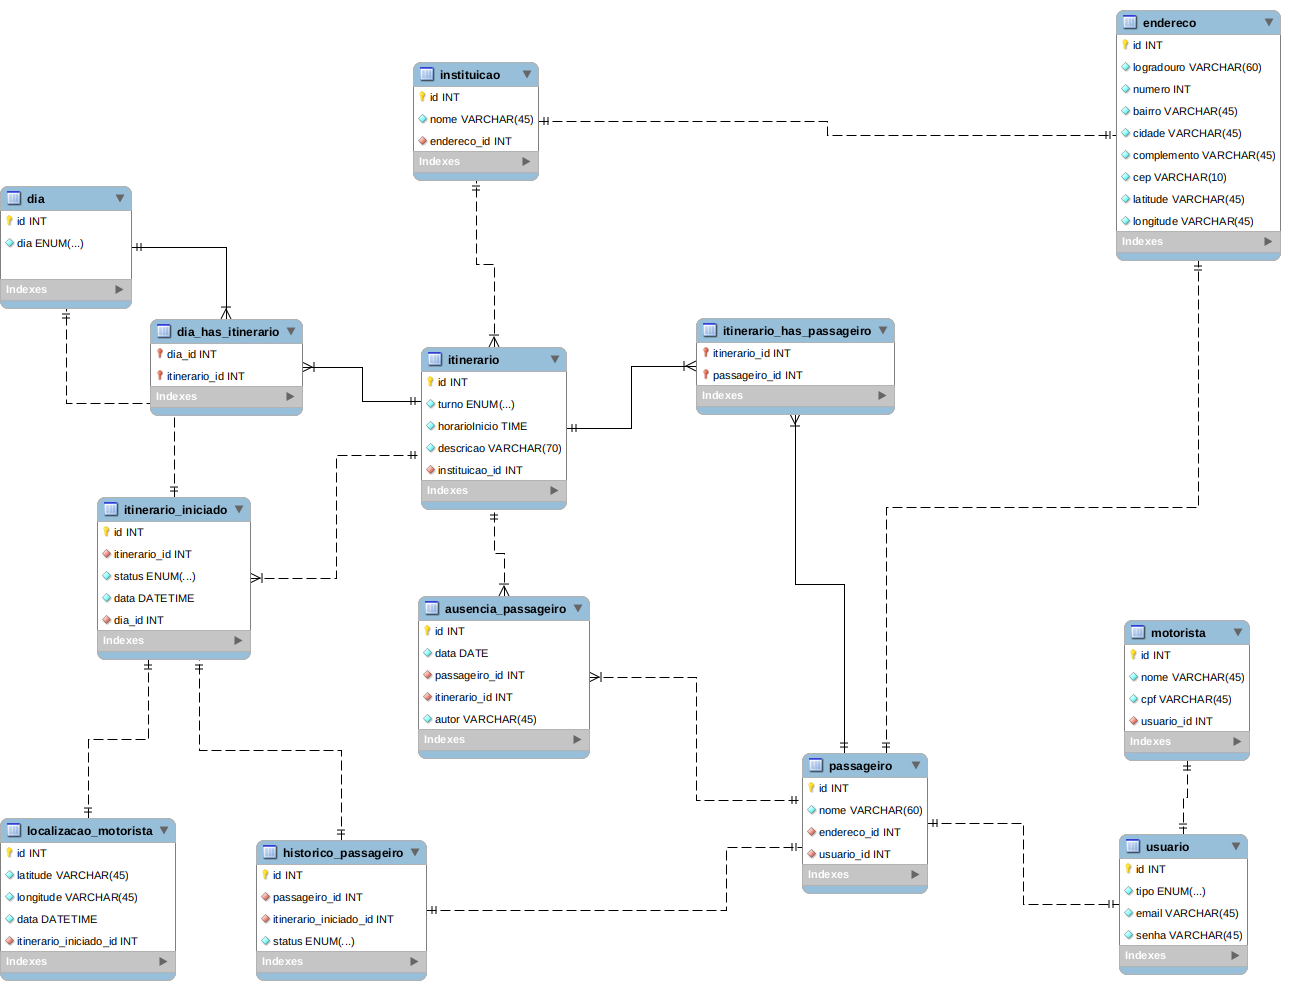 endereco
id INT
logradouro VARCHAR(60)
numero INT
bairro VARCHAR(45)
cidade VARCHAR(45)
complemento VARCHAR(45)
cep VARCHAR(10)
latitude VARCHAR(45)
longitude VARCHAR(45)
Indexes
instituicao
id INT
nome VARCHAR(45)
endereco_id INT
Indexes
dia
id INT
dia ENUM(...)
Indexes
dia_has_itinerario
dia_id INT
itinerario_id INT
Indexes
itinerario
id INT
turno ENUM(...)
horarioInicio TIME
descricao VARCHAR(70)
instituicao_id INT
Indexes
itinerario_has_passageiro
itinerario_id INT
passageiro_id INT
Indexes
itinerario_iniciado
id INT
itinerario_id INT
status ENUM(...)
data DATETIME
dia_id INT
Indexes
ausencia_passageiro
id INT
data DATE
passageiro_id INT
itinerario_id INT
autor VARCHAR(45)
Indexes
motorista
id INT
nome VARCHAR(45)
cpf VARCHAR(45)
usuario_id INT
Indexes
passageiro
id INT
nome VARCHAR(60)
endereco_id INT
usuario_id INT
Indexes
localizacao_motorista
id INT
latitude VARCHAR(45)
longitude VARCHAR(45)
data DATETIME
itinerario_iniciado_id INT
Indexes
historico_passageiro
id INT
passageiro_id INT
itinerario_iniciado_id INT
status ENUM(...)
Indexes
usuario
id INT
tipo ENUM(...)
email VARCHAR(45)
senha VARCHAR(45)
Indexes